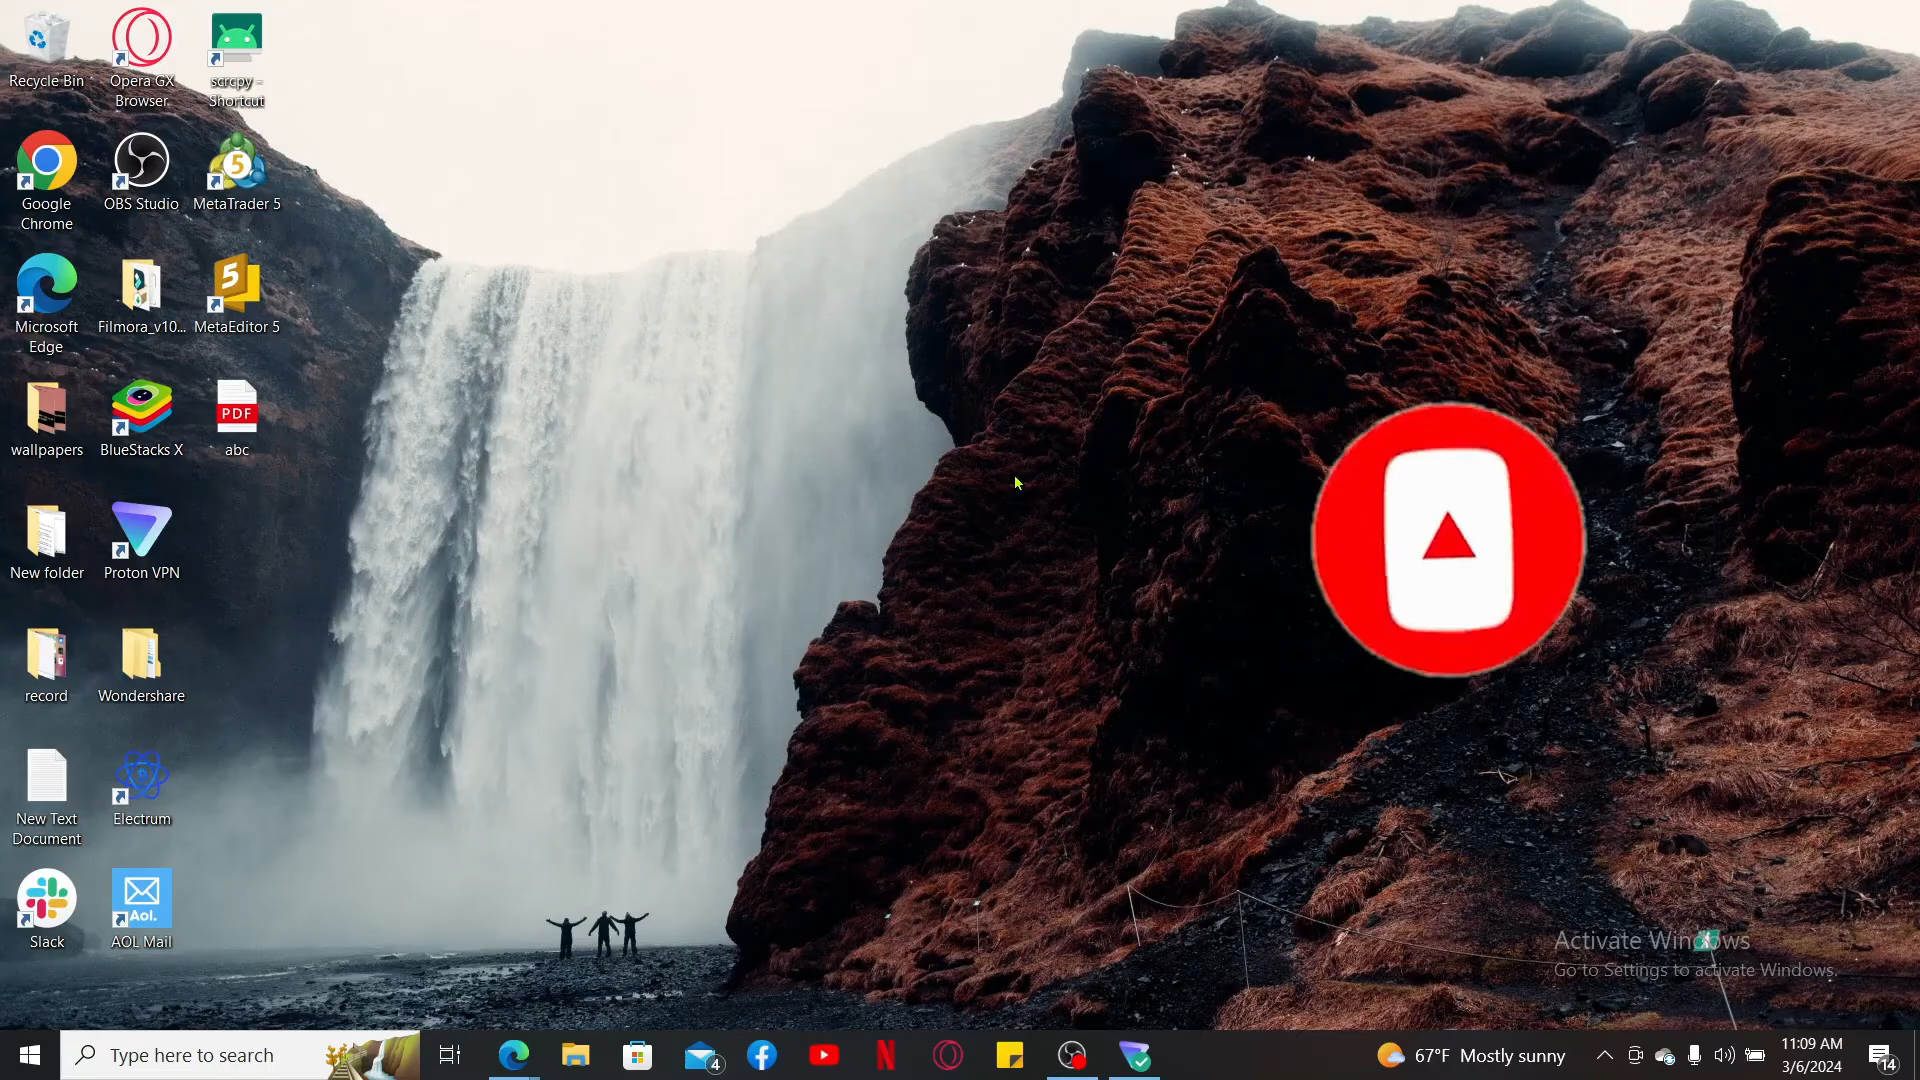 Recycle Bin
Opera GX
Browser
scrcpy -
Shortcut
Google
Chrome
OBS Studio
5
MetaTrader 5
Microsoft
Edge
Filmora_v10...
5
MetaEditor 5
wallpapers
BlueStacks X
PDF
abc
New folder
Proton VPN
record
Wondershare
New Text
Document
Electrum
Slack
Aol.
AOL Mail
Activate Windows
Go to Settings to activate Windows.
Type here to search
4
67°F Mostly sunny
11:09 AM
3/6/2024
14